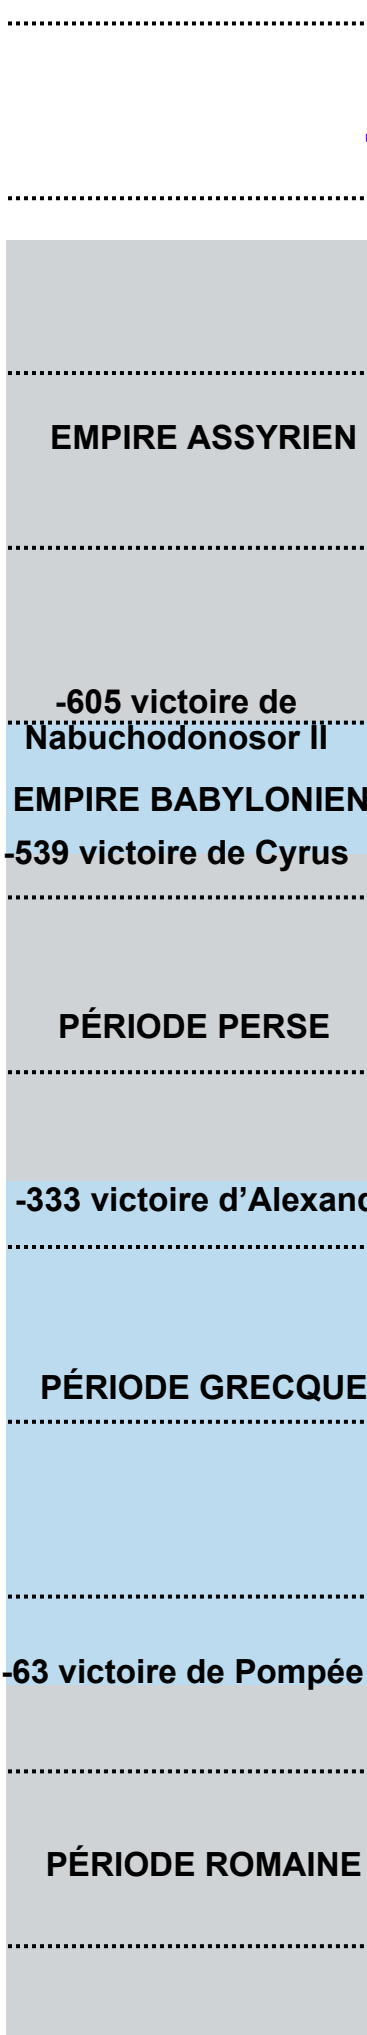 EMPIRE ASSYRIEN
-605 victoire de
Nabuchodonosor II
EMPIRE BABYLONIEN
-539 victoire de Cyrus
PÉRIODE PERSE
-333 victoire d’Alexand
PÉRIODE GRECQUE
-63 victoire de Pompée
PÉRIODE ROMAINE